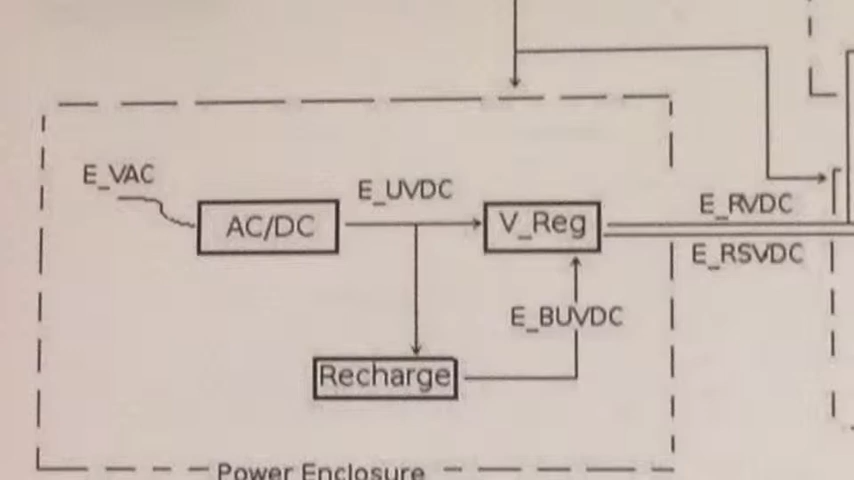 E_VAC
E_UVDC
AC/DC
V_Reg
E_RVDC
E_RSVDC
E_BUVDC
Recharge
Power Enclosure